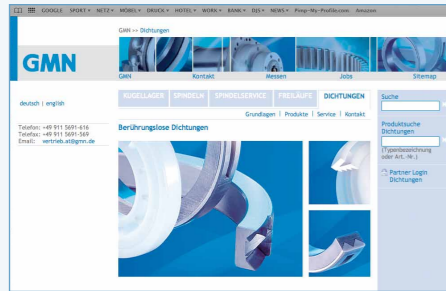 GOOGLE SPORT▾ NETZ▾ MÖBEL▾ DRUCK▾ HOTEL▾ WORK▾ BANK▾ DJS▾ NEWS▾ Pimp-My-Profile.com Amazon
GMN >> Dichtungen
GMN
GMN Kontakt Messen Jobs Sitemap
deutsch | english
KUGELLAGER SPINDELN SPINDELSERVICE FREILÄUFE DICHTUNGEN
Grundlagen | Produkte | Service | Kontakt
Suche
Telefon: +49 911 5691-616
Telefax: +49 911 5691-569
Email: vertrieb.at@gmn.de
Berührungslose Dichtungen
Produktsuche
Dichtungen
(Typenbezeichnung
oder Art.-Nr.)
Partner Login
Dichtungen